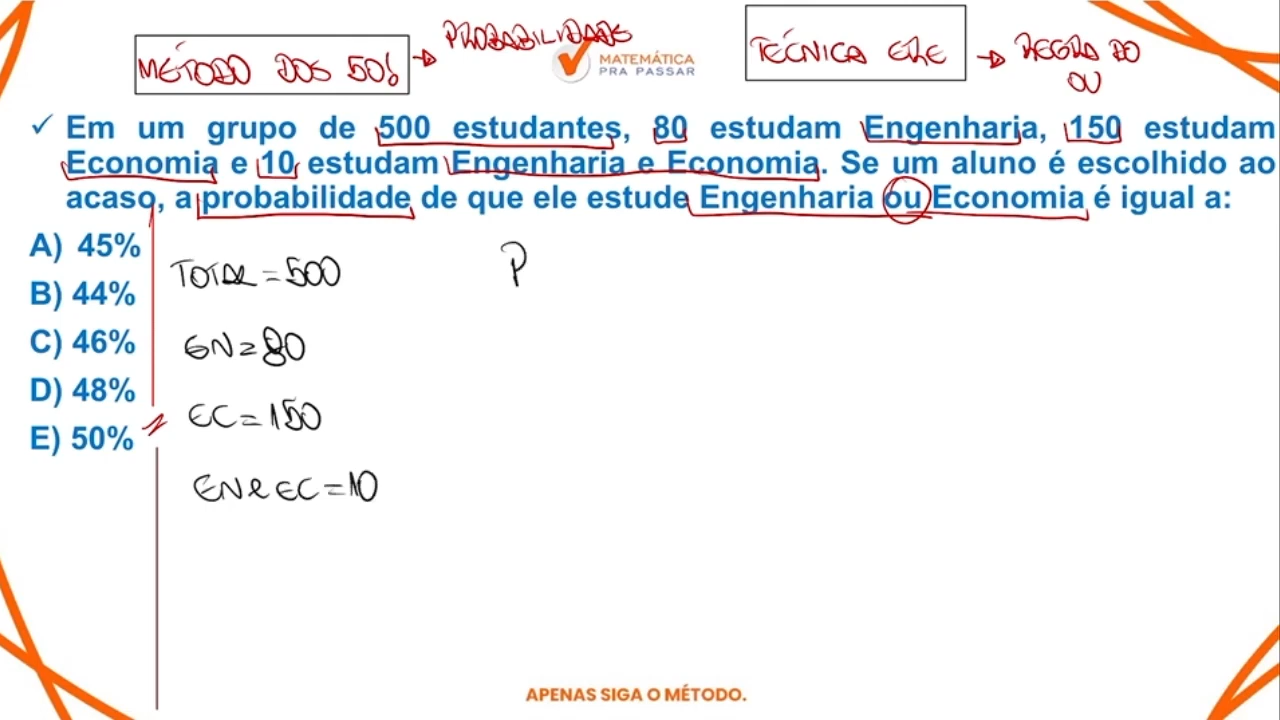 MÉTODO DOS 50! → PROBABILIDADE
MATEMÁTICA
PRA PASSAR
TÉCNICA → REGRA DO
OU
✓ Em um grupo de 500 estudantes, 80 estudam Engenharia, 150 estudam
Economia e 10 estudam Engenharia e Economia. Se um aluno é escolhido ao
acaso, a probabilidade de que ele estude Engenharia ou Economia é igual a:
A) 45%
B) 44%
C) 46%
D) 48%
E) 50%
TOTAL = 500
EN = 80
EC = 150
EN e EC = 10
P
APENAS SIGA O MÉTODO.